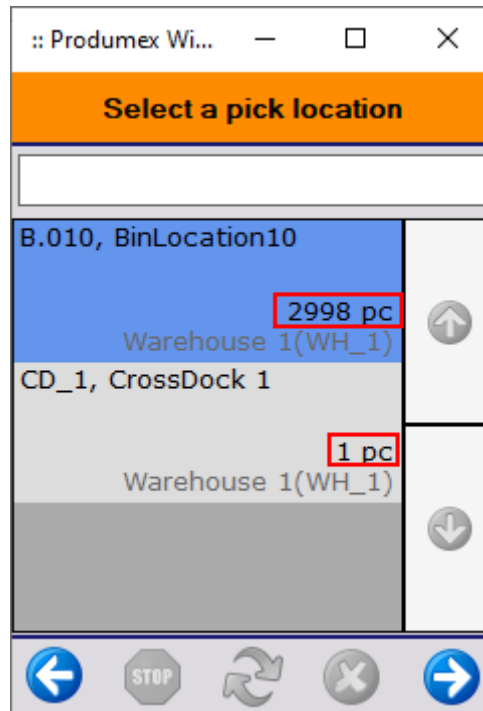 :: Produmex Wi...
Select a pick location
B.010, BinLocation10
2998 pc
Warehouse 1(WH_1)
CD_1, CrossDock 1
1 pc
Warehouse 1(WH_1)
STOP